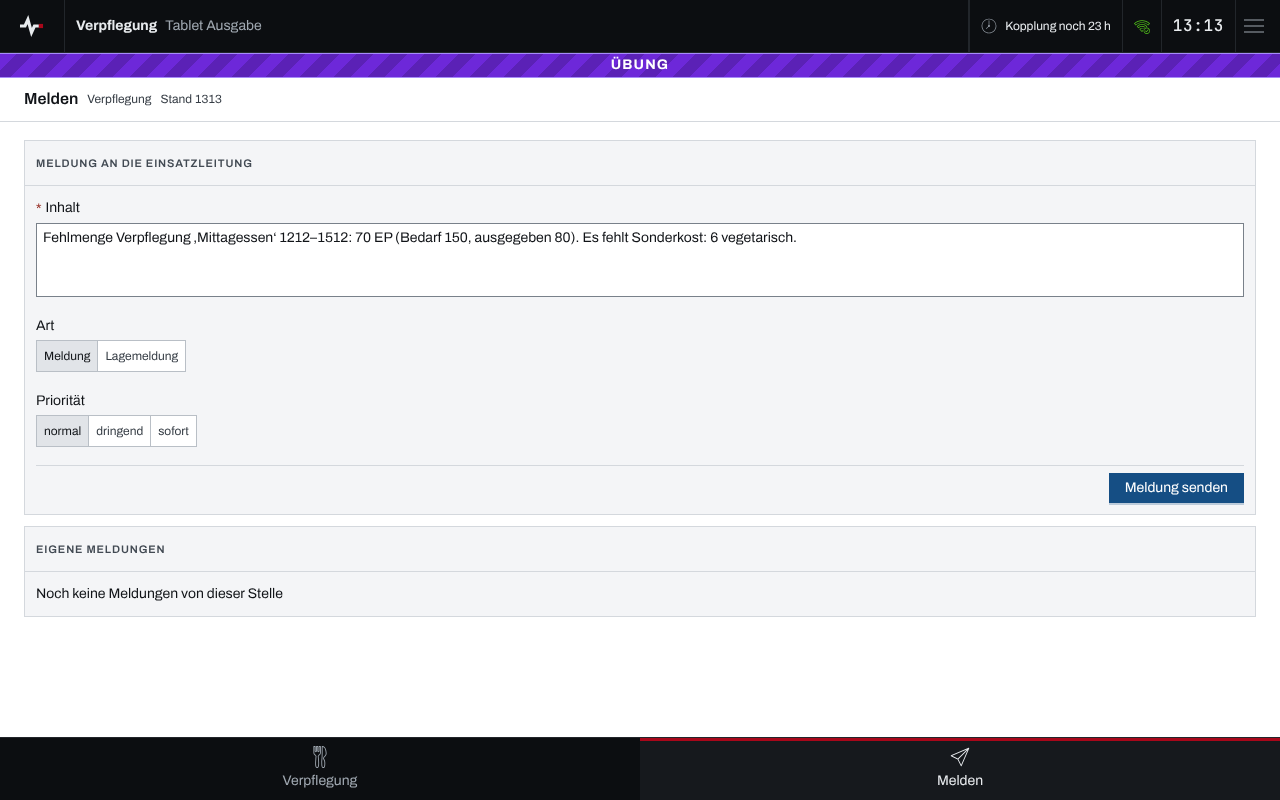 Verpflegung Tablet Ausgabe
Kopplung noch 23 h
13:13
ÜBUNG
Melden Verpflegung Stand 1313
MELDUNG AN DIE EINSATZLEITUNG
* Inhalt
Fehlmenge Verpflegung ‚Mittagessen‘ 1212–1512: 70 EP (Bedarf 150, ausgegeben 80). Es fehlt Sonderkost: 6 vegetarisch.
Art
Meldung Lagemeldung
Priorität
normal dringend sofort
Meldung senden
EIGENE MELDUNGEN
Noch keine Meldungen von dieser Stelle
Verpflegung
Melden